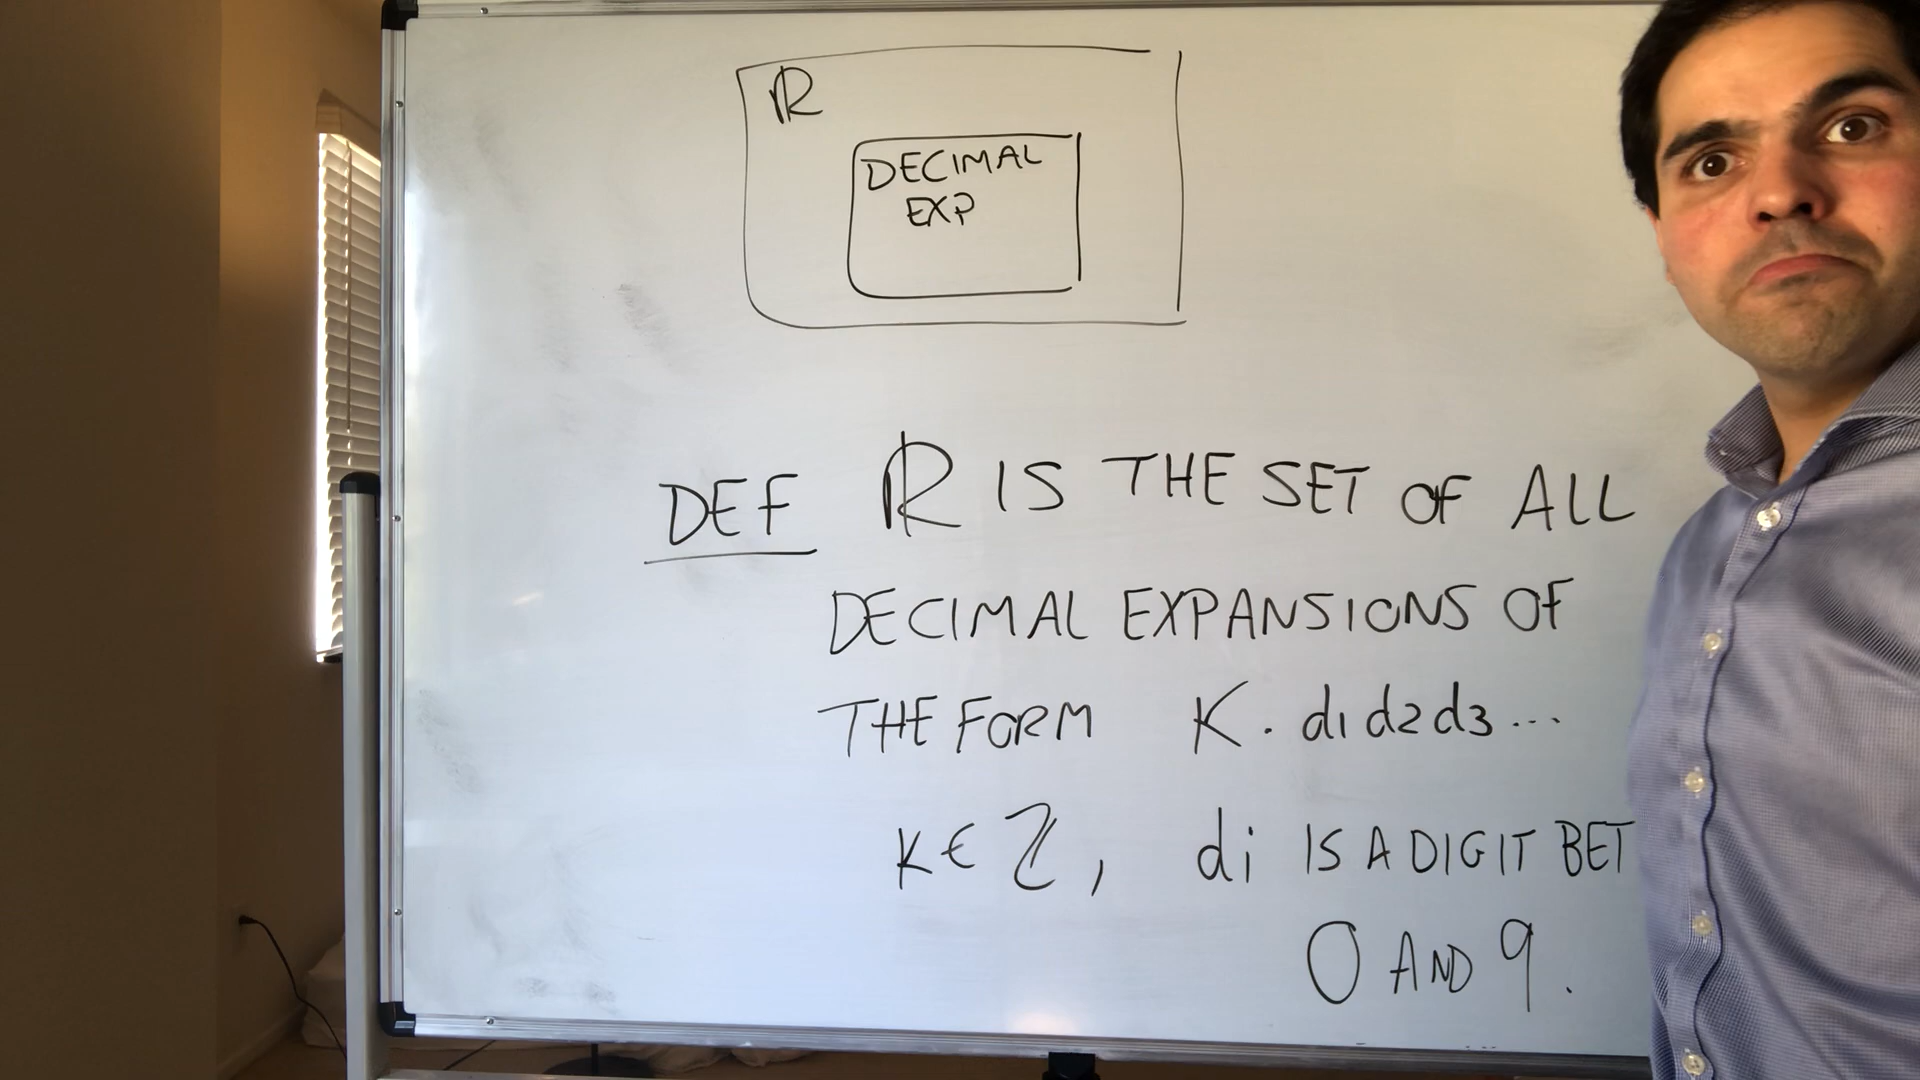 ℝ
DECIMAL
EXP
DEF ℝ IS THE SET OF ALL
DECIMAL EXPANSIONS OF
THE FORM K.d1d2d3...
K∈ℤ, di IS A DIGIT BET
0 AND 9.